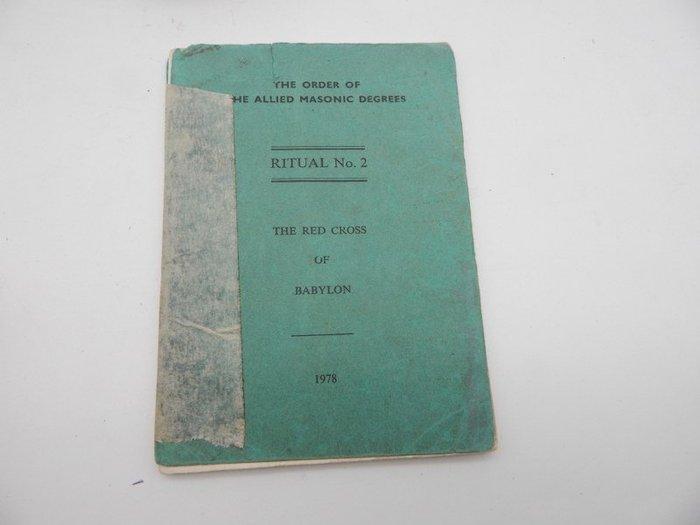 THE ORDER OF
HE ALLIED MASONIC DEGREES
RITUAL No. 2
THE RED CROSS
OF
BABYLON
1978